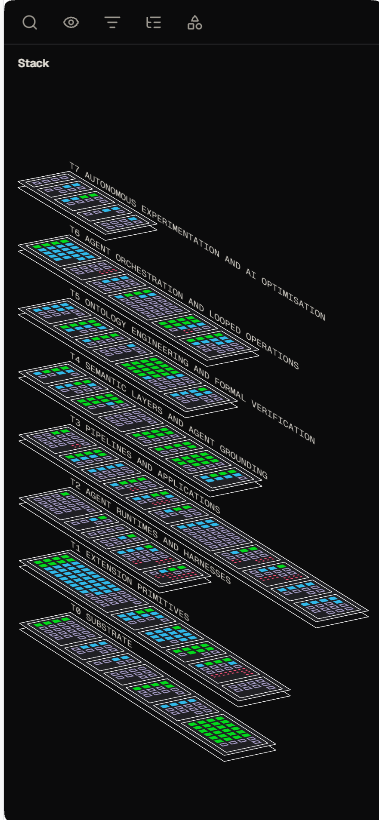 Stack
T7 AUTONOMOUS EXPERIMENTATION AND AI OPTIMISATION
T6 AGENT ORCHESTRATION AND LOOPED OPERATIONS
T5 ONTOLOGY ENGINEERING AND FORMAL VERIFICATION
T4 SEMANTIC LAYERS AND AGENT GROUNDING
T3 PIPELINES AND APPLICATIONS
T2 AGENT RUNTIMES AND HARNESSES
T1 EXTENSION PRIMITIVES
T0 SUBSTRATE